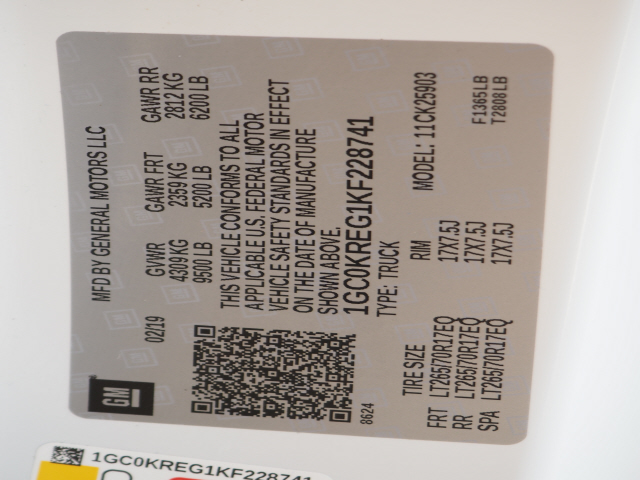 GM
MFD BY GENERAL MOTORS LLC
02/19
GVWR GAWR FRT GAWR RR
4309 KG 2359 KG 2812 KG
9500 LB 5200 LB 6200 LB
THIS VEHICLE CONFORMS TO ALL
APPLICABLE U.S. FEDERAL MOTOR
VEHICLE SAFETY STANDARDS IN EFFECT
ON THE DATE OF MANUFACTURE
SHOWN ABOVE.
1GC0KREG1KF228741
8624
TYPE: TRUCK
MODEL: 11CK25903
TIRE SIZE RIM
FRT LT265/70R17EQ 17X7.5J
RR LT265/70R17EQ 17X7.5J
SPA LT265/70R17EQ 17X7.5J
F1365LB
T2808LB
1GC0KREG1KF228741